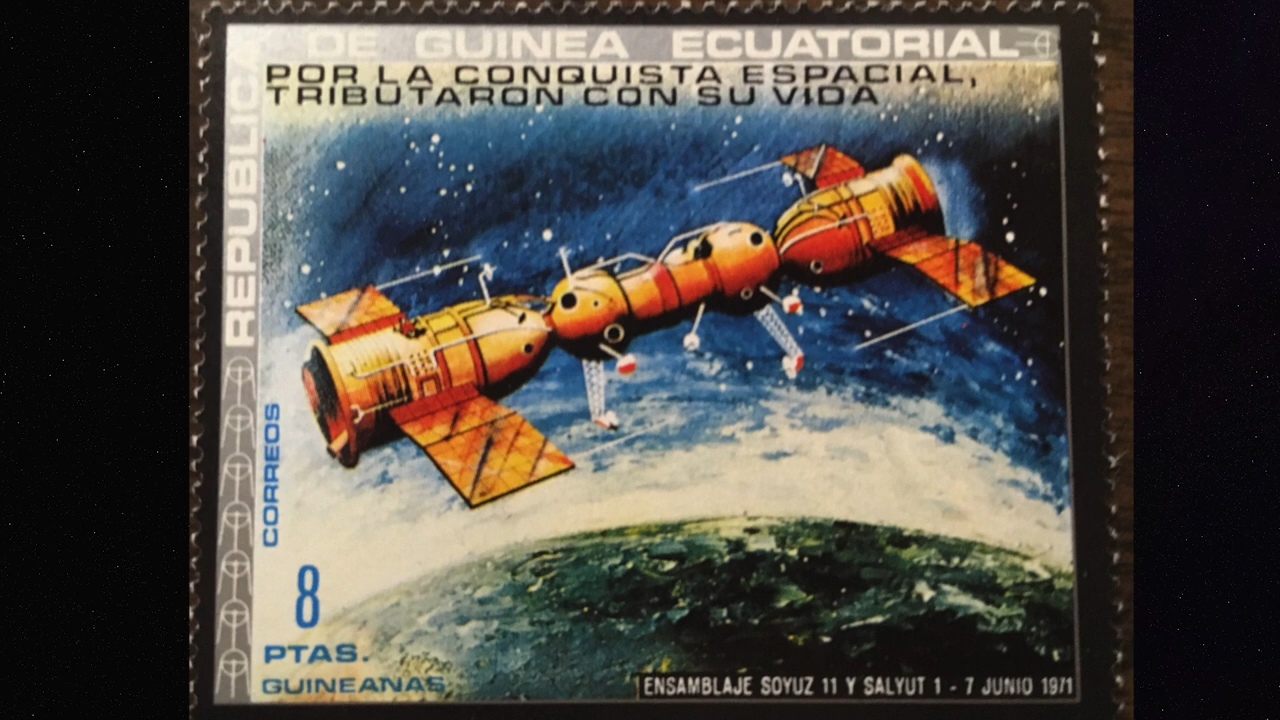 REPUBLICA DE GUINEA ECUATORIAL
POR LA CONQUISTA ESPACIAL,
TRIBUTARON CON SU VIDA
CORREOS
8
PTAS.
GUINEANAS
ENSAMBLAJE SOYUZ 11 Y SALYUT 1 - 7 JUNIO 1971